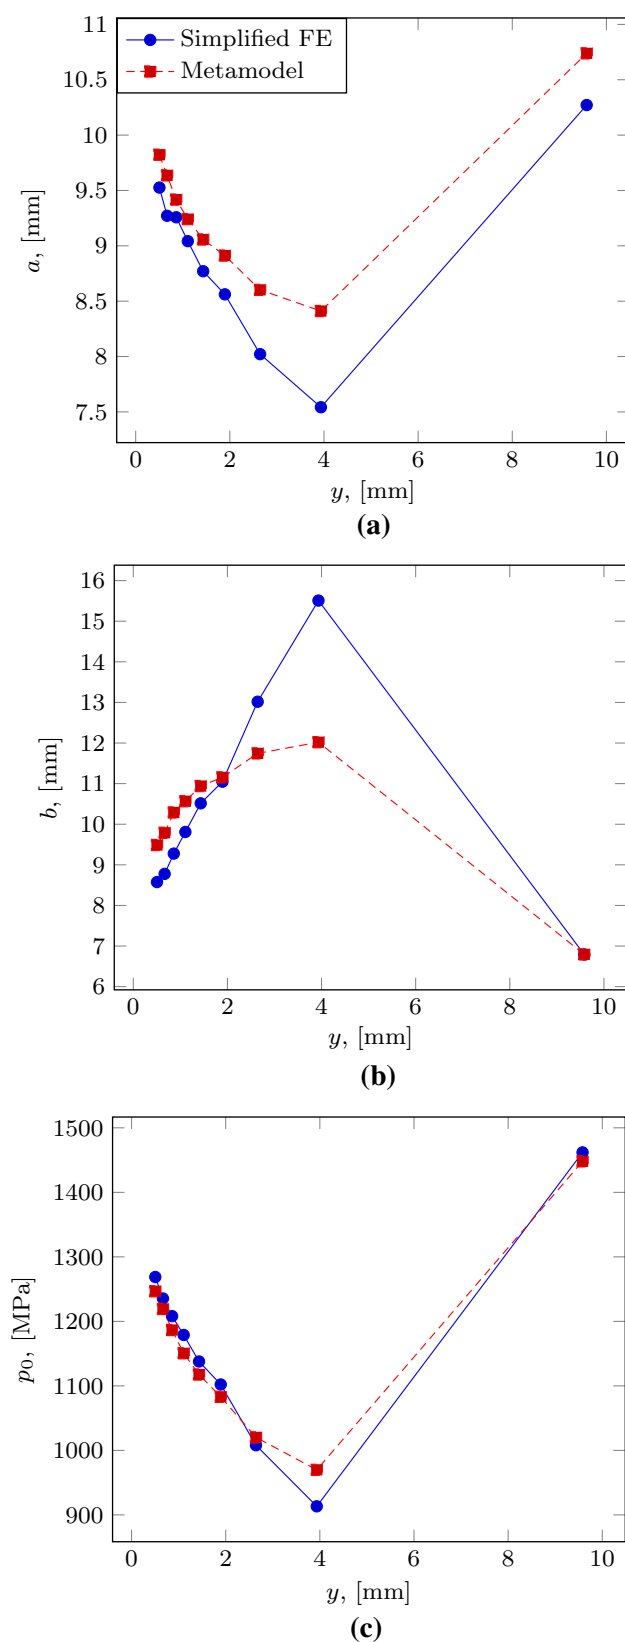 11
10.5
10
9.5
9
8.5
8
7.5
a, [mm]
Simplified FE
Metamodel
0 2 4 6 8 10
y, [mm]
(a)
16
15
14
13
12
11
10
9
8
7
6
b, [mm]
0 2 4 6 8 10
y, [mm]
(b)
1500
1400
1300
1200
1100
1000
900
p₀, [MPa]
0 2 4 6 8 10
y, [mm]
(c)